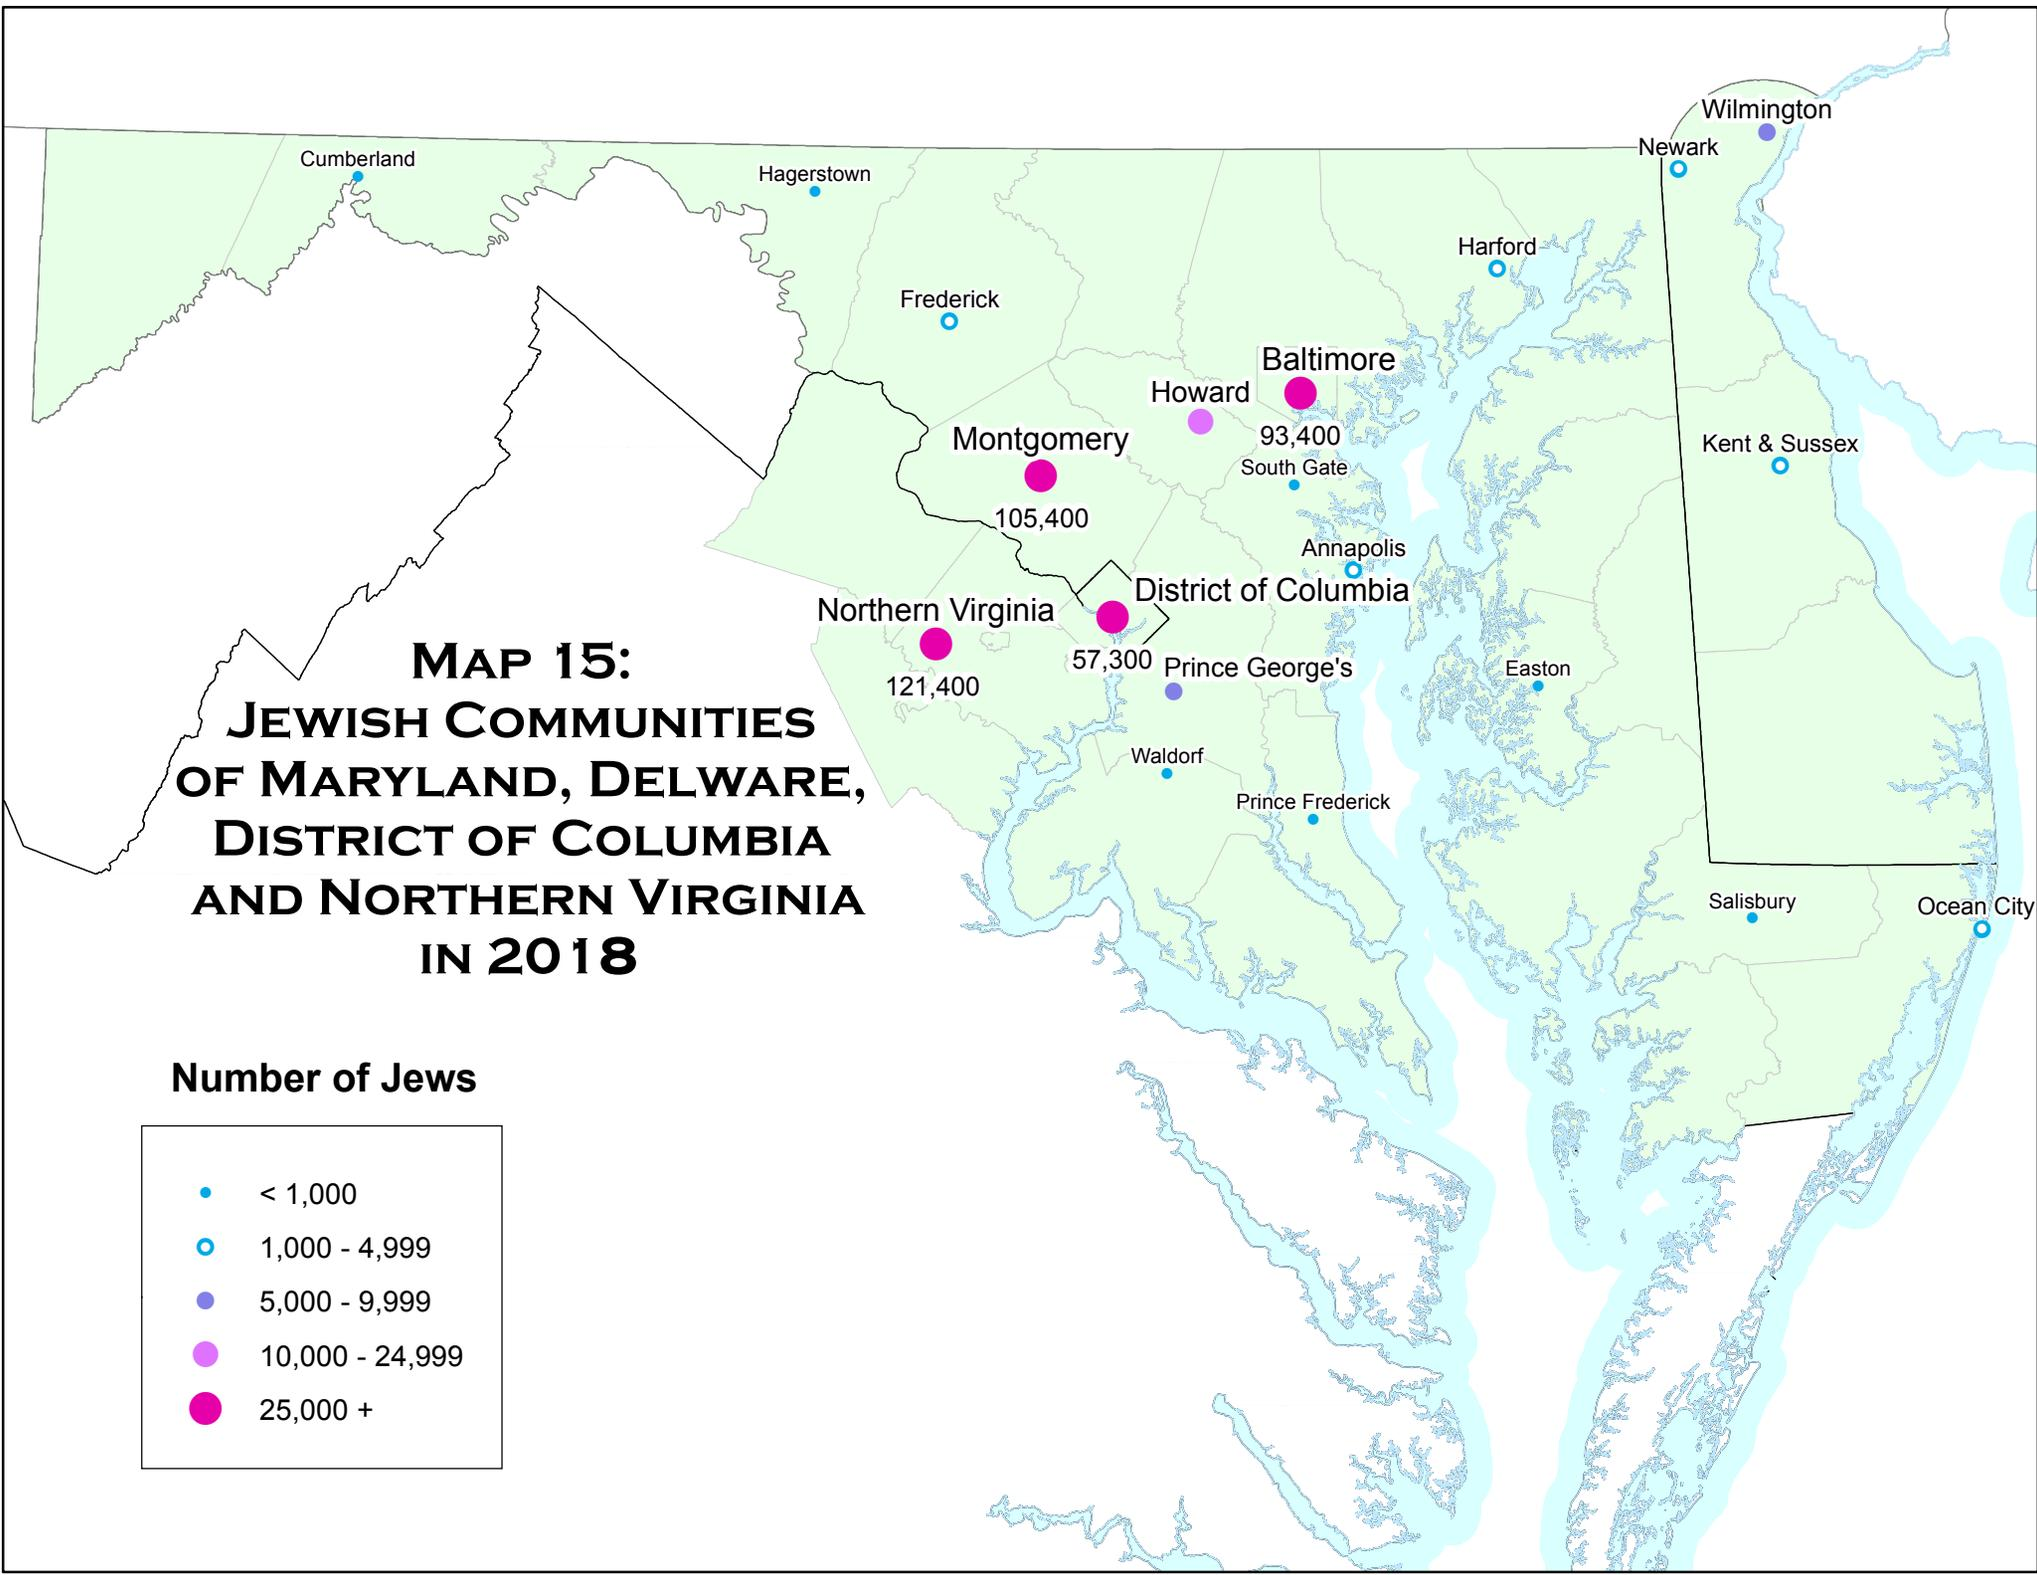 Wilmington
Newark
Cumberland
Hagerstown
Harford
Frederick
Baltimore
93,400
Howard
Montgomery
105,400
South Gate
Kent & Sussex
Annapolis
District of Columbia
57,300
Northern Virginia
121,400
Prince George's
Easton
Waldorf
Prince Frederick
Salisbury
Ocean City
MAP 15:
JEWISH COMMUNITIES
OF MARYLAND, DELWARE,
DISTRICT OF COLUMBIA
AND NORTHERN VIRGINIA
IN 2018
Number of Jews
< 1,000
1,000 - 4,999
5,000 - 9,999
10,000 - 24,999
25,000 +